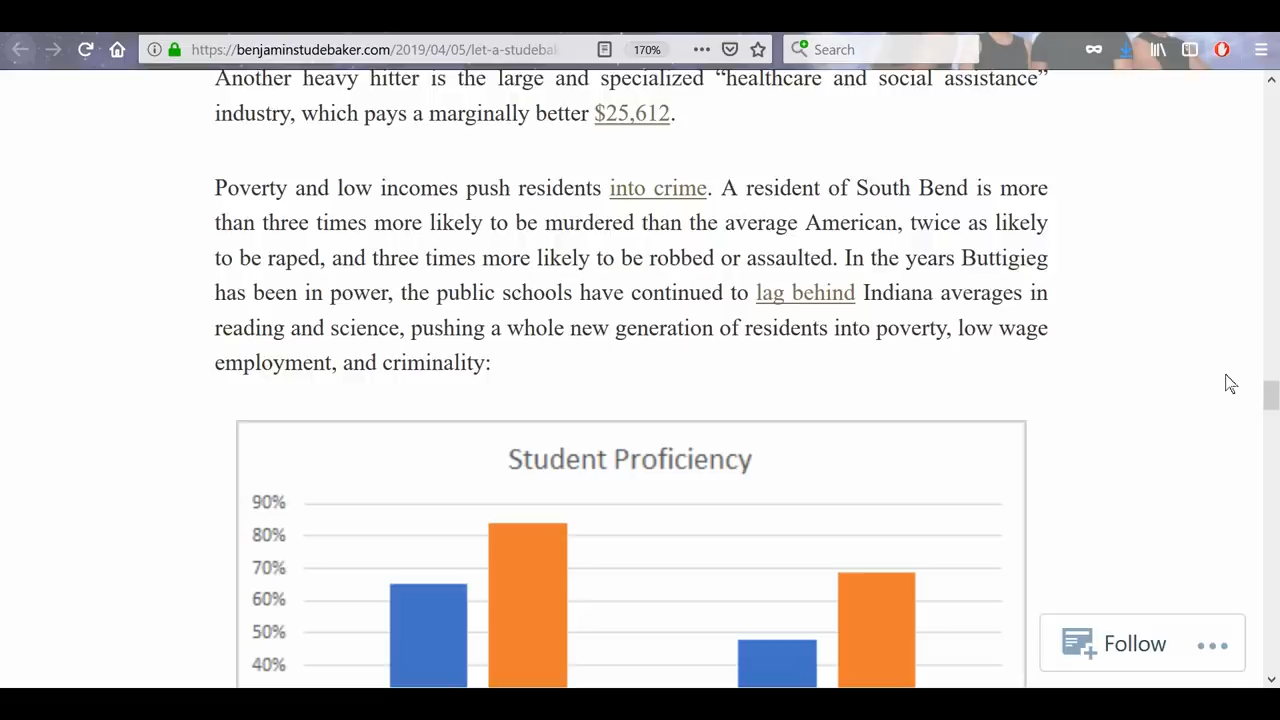 https://benjaminstudebaker.com/2019/04/05/let-a-studeba
170%
Search
Another heavy hitter is the large and specialized “healthcare and social assistance”
industry, which pays a marginally better $25,612.
Poverty and low incomes push residents into crime. A resident of South Bend is more
than three times more likely to be murdered than the average American, twice as likely
to be raped, and three times more likely to be robbed or assaulted. In the years Buttigieg
has been in power, the public schools have continued to lag behind Indiana averages in
reading and science, pushing a whole new generation of residents into poverty, low wage
employment, and criminality:
Student Proficiency
90%
80%
70%
60%
50%
40%
Follow